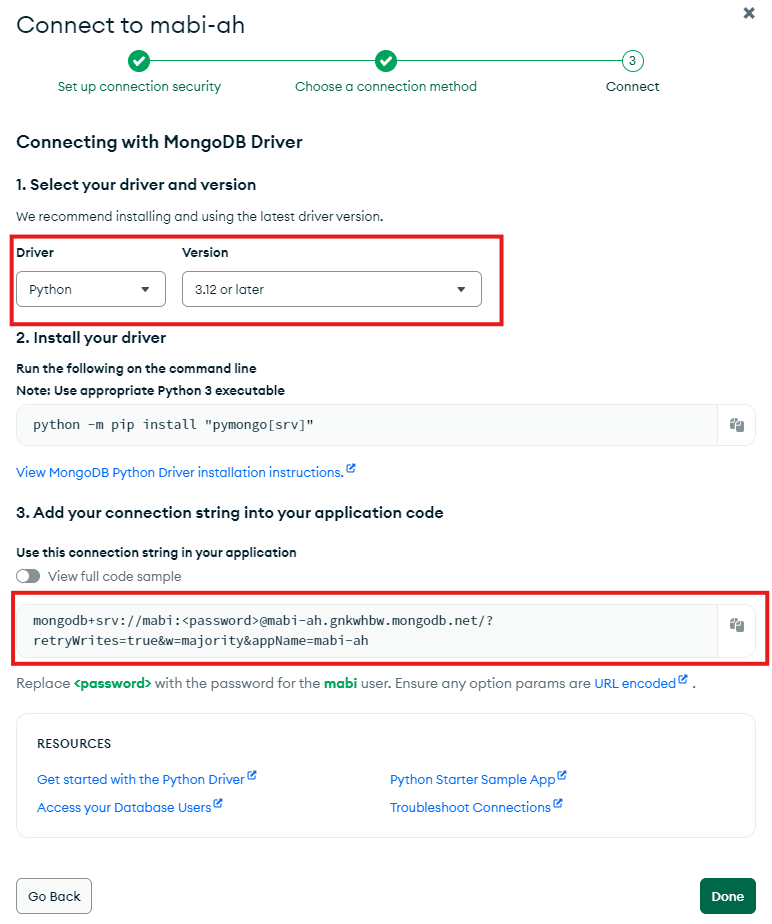 Connect to mabi-ah
3
Set up connection security
Choose a connection method
Connect
Connecting with MongoDB Driver
1. Select your driver and version
We recommend installing and using the latest driver version.
Driver
Version
Python
3.12 or later
2. Install your driver
Run the following on the command line
Note: Use appropriate Python 3 executable
python -m pip install "pymongo[srv]"
View MongoDB Python Driver installation instructions.
3. Add your connection string into your application code
Use this connection string in your application
View full code sample
mongodb+srv://mabi:<password>@mabi-ah.gnkwhbw.mongodb.net/?
retryWrites=true&w=majority&appName=mabi-ah
Replace <password> with the password for the mabi user. Ensure any option params are URL encoded .
RESOURCES
Get started with the Python Driver
Python Starter Sample App
Access your Database Users
Troubleshoot Connections
Go Back
Done